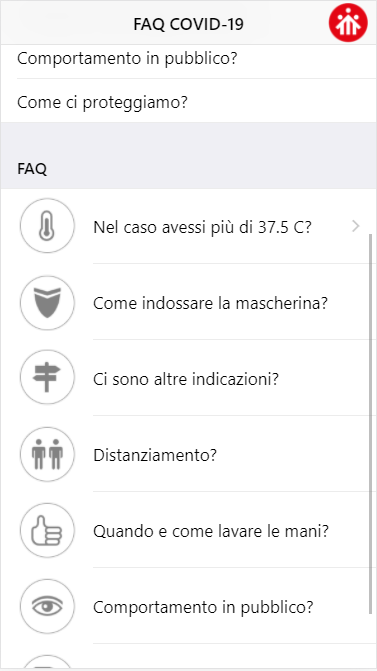 FAQ COVID-19
Comportamento in pubblico?
Come ci proteggiamo?
FAQ
Nel caso avessi più di 37.5 C?
Come indossare la mascherina?
Ci sono altre indicazioni?
Distanziamento?
Quando e come lavare le mani?
Comportamento in pubblico?